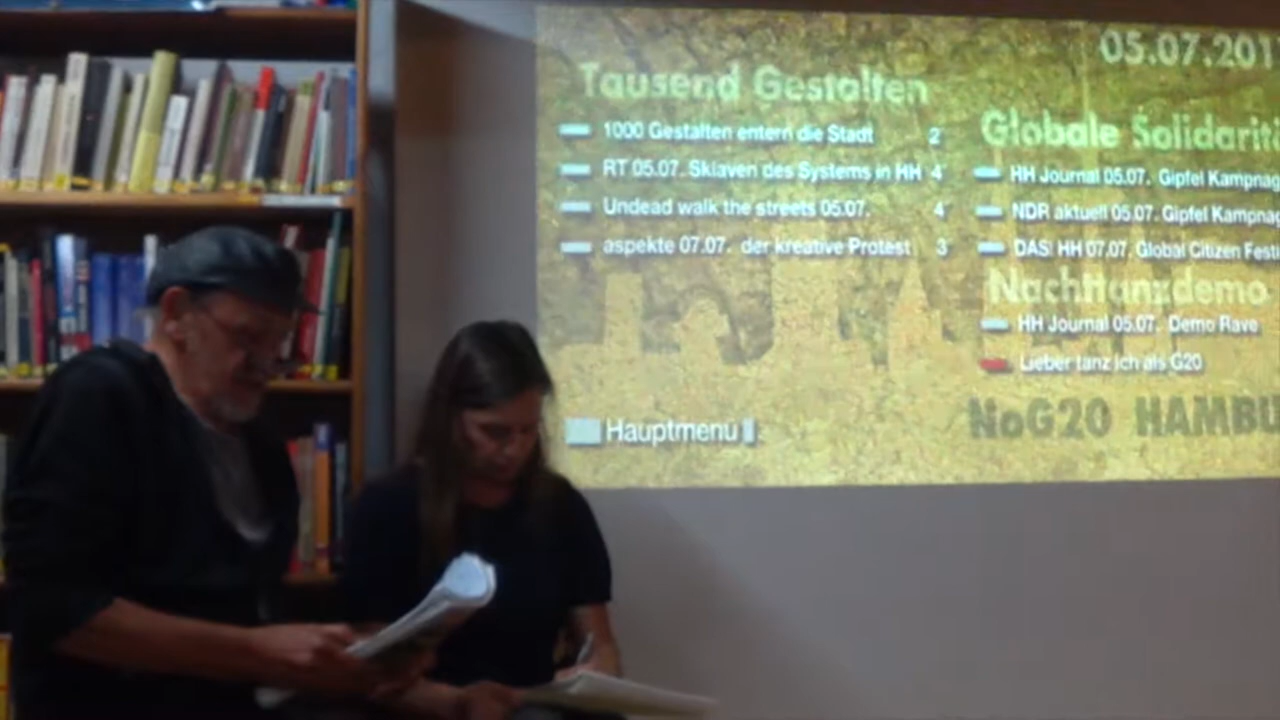 05.07.201
Tausend Gestalten
1000 Gestalten entern die Stadt 2
RT 05.07. Sklaven des Systems in HH 4
Undead walk the streets 05.07. 4
aspekte 07.07. der kreative Protest 3
Globale Solidarit
HH Journal 05.07. Gipfel Kampnag
NDR aktuell 05.07. Gipfel Kampnag
DAS! HH 07.07. Global Citizen Festi
Nachttanzdemo
HH Journal 05.07. Demo Rave
Lieber tanz ich als G20
Hauptmenu
NoG20 HAMBU